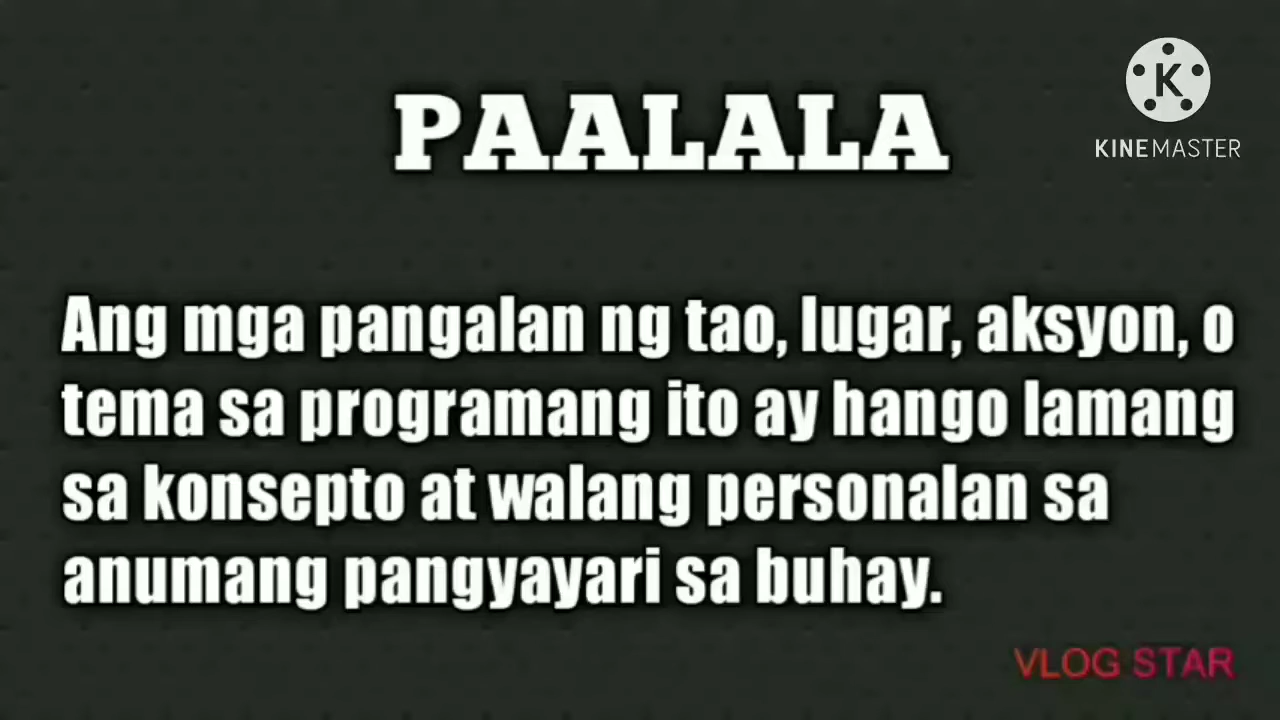 PAALALA
K
KINEMASTER
Ang mga pangalan ng tao, lugar, aksyon, o
tema sa programang ito ay hango lamang
sa konsepto at walang personalan sa
anumang pangyayari sa buhay.
VLOG STAR